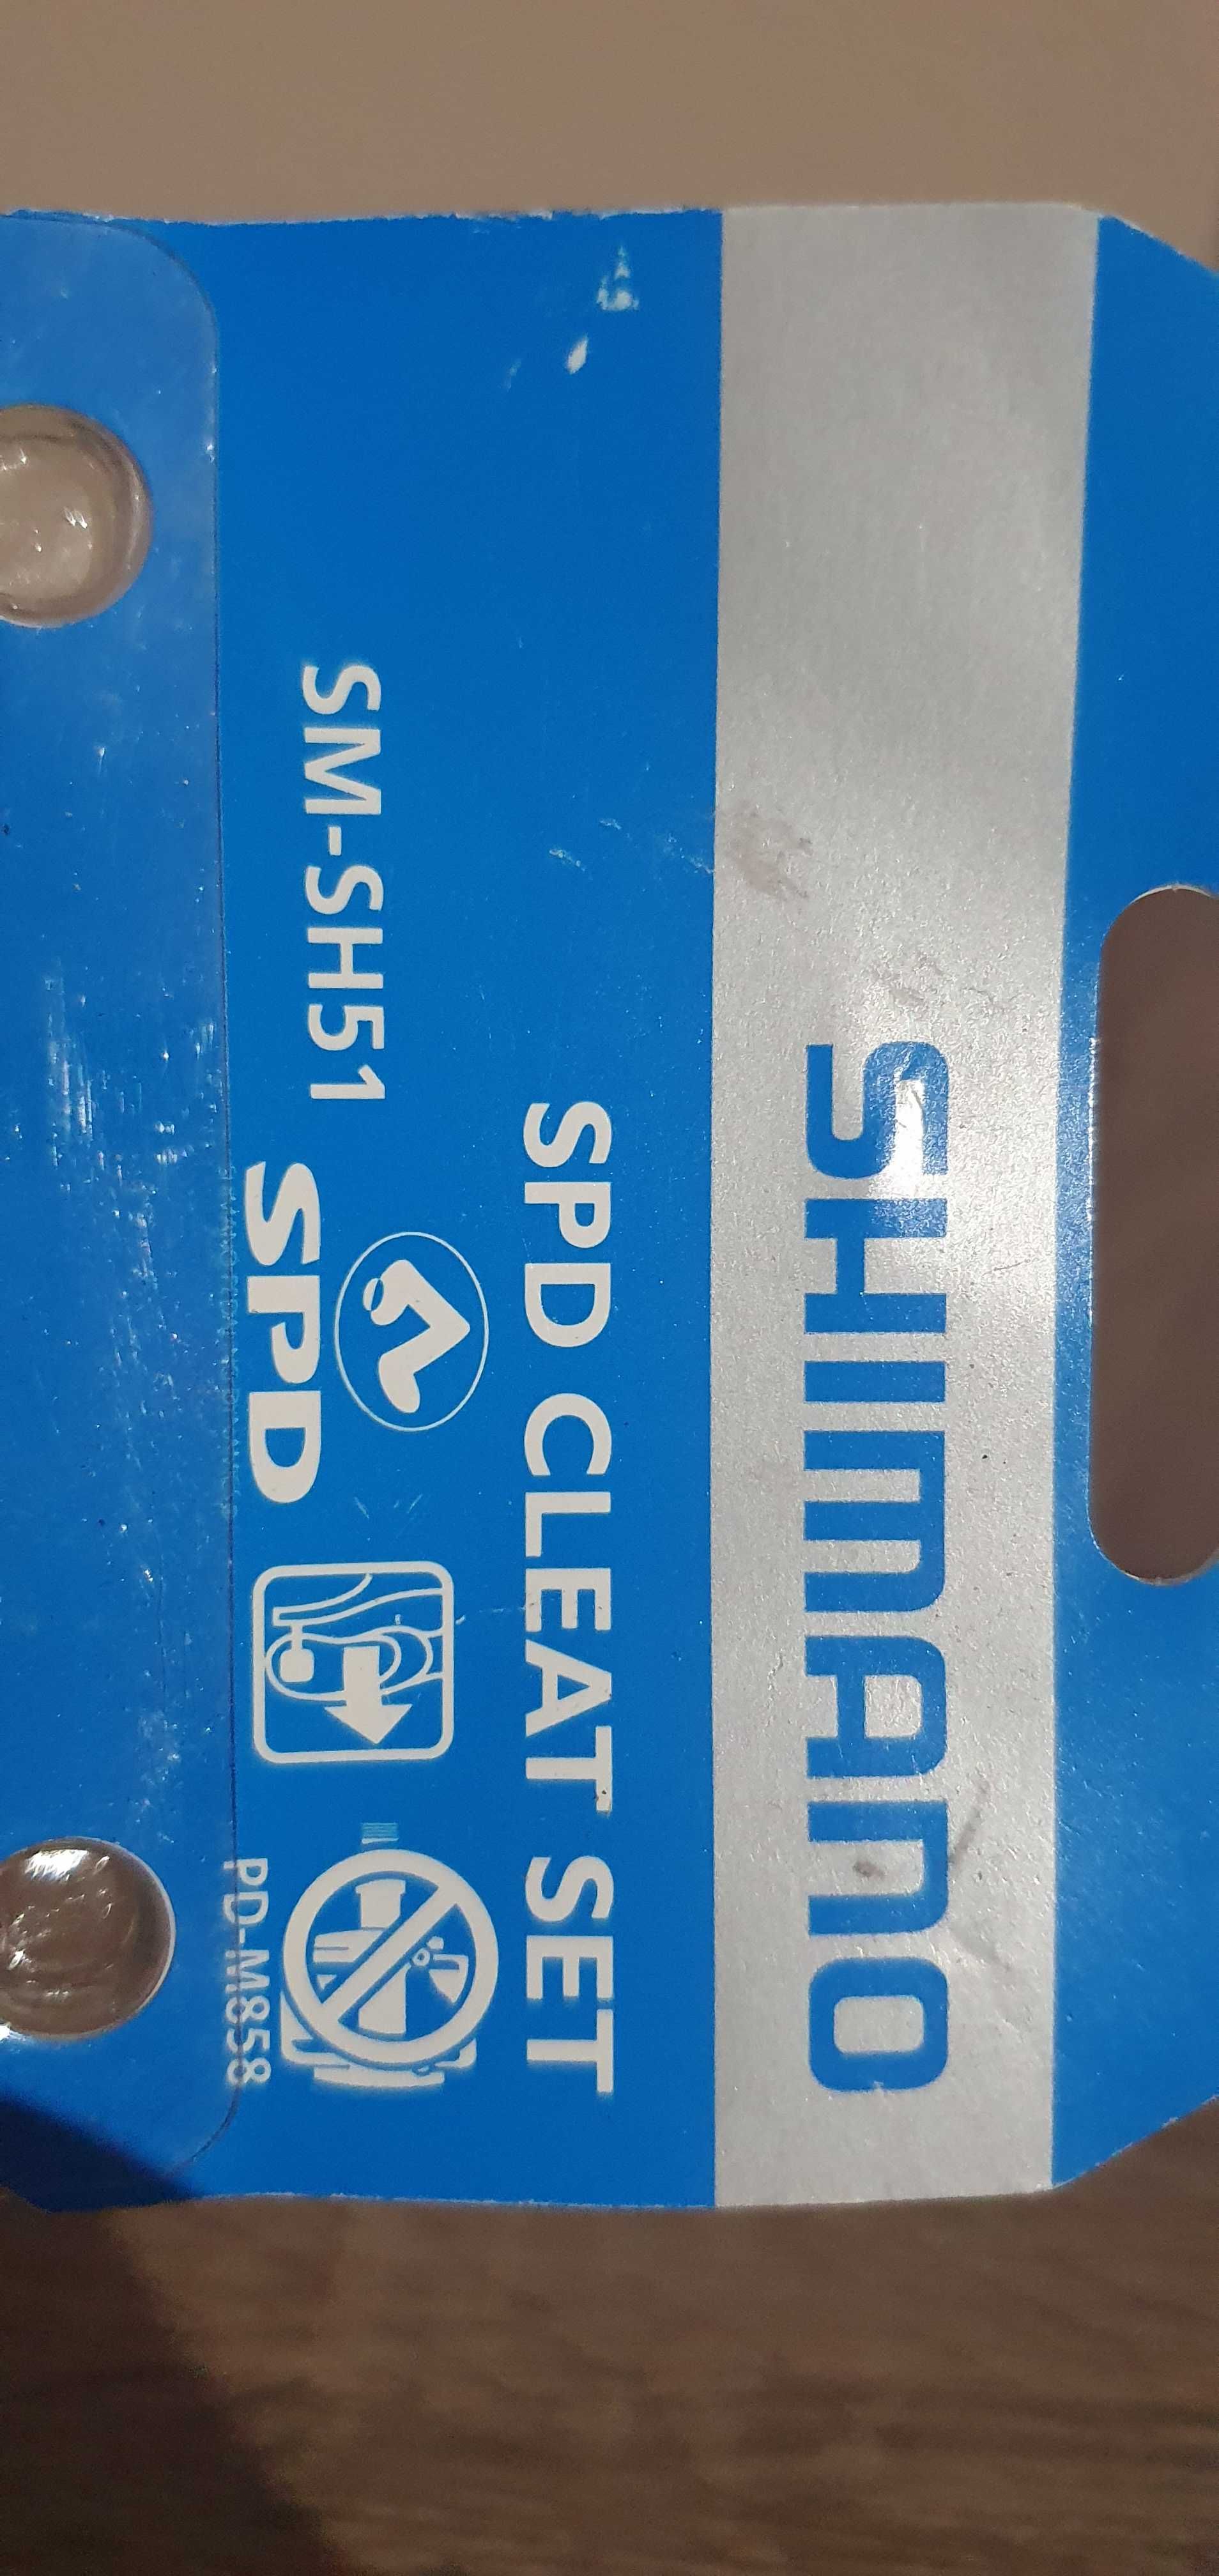 SHIMANO
SPD CLEAT SET
SM-SH51
SPD
PD-M858